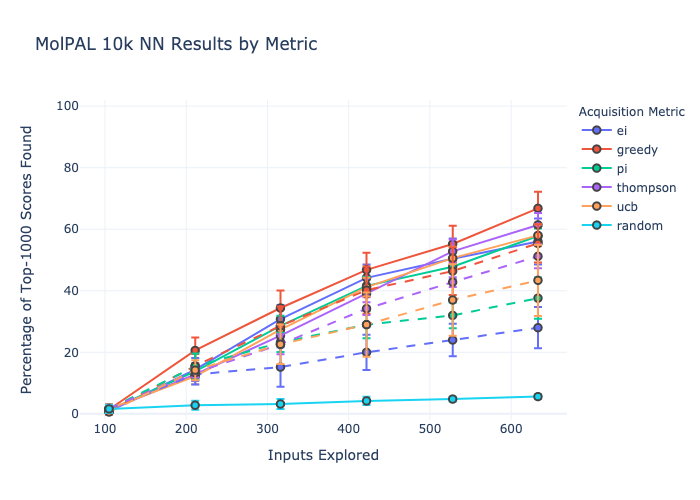 MolPAL 10k NN Results by Metric
Percentage of Top-1000 Scores Found
100
80
60
40
20
0
100
200
300
400
500
600
Inputs Explored
Acquisition Metric
ei
greedy
pi
thompson
ucb
random